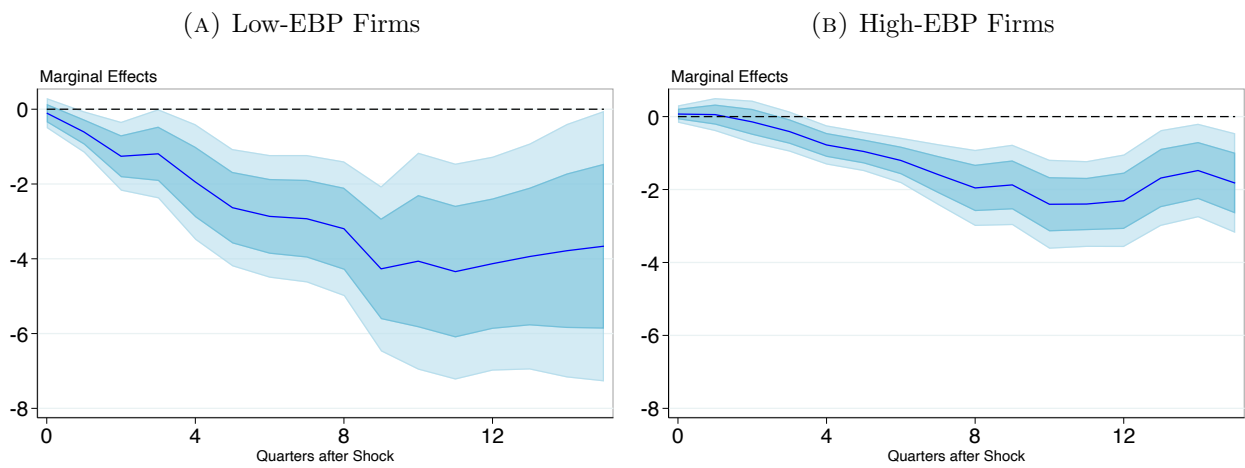 (A) Low-EBP Firms
Marginal Effects
0
-2
-4
-6
-8
0 4 8 12
Quarters after Shock
(B) High-EBP Firms
Marginal Effects
0
-2
-4
-6
-8
0 4 8 12
Quarters after Shock